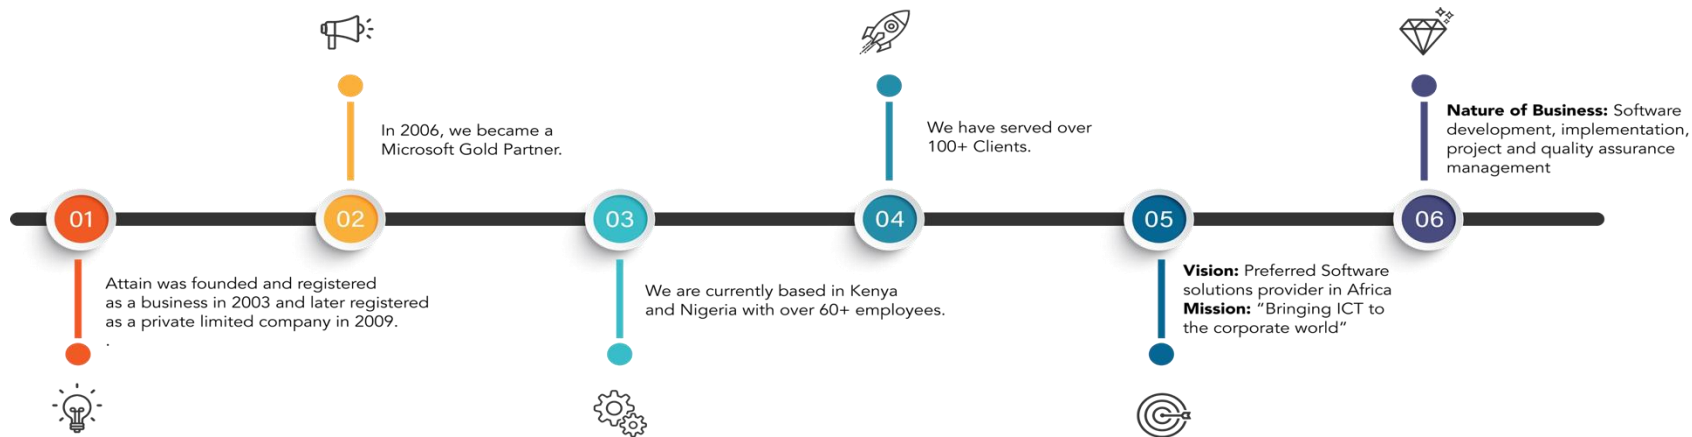 01
Attain was founded and registered
as a business in 2003 and later registered
as a private limited company in 2009.
.
02
In 2006, we became a
Microsoft Gold Partner.
03
We are currently based in Kenya
and Nigeria with over 60+ employees.
04
We have served over
100+ Clients.
05
Vision: Preferred Software
solutions provider in Africa
Mission: “Bringing ICT to
the corporate world”
06
Nature of Business: Software
development, implementation,
project and quality assurance
management